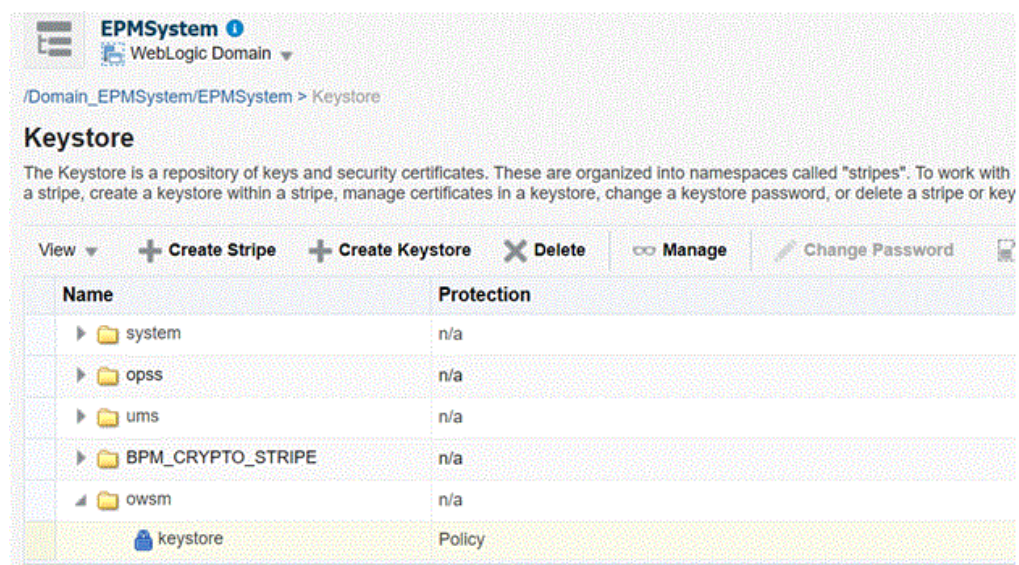 EPMSystem
WebLogic Domain
/Domain_EPMSystem/EPMSystem > Keystore
Keystore
The Keystore is a repository of keys and security certificates. These are organized into namespaces called "stripes". To work with
a stripe, create a keystore within a stripe, manage certificates in a keystore, change a keystore password, or delete a stripe or key
View Create Stripe Create Keystore Delete Manage Change Password
Name Protection
system n/a
opss n/a
ums n/a
BPM_CRYPTO_STRIPE n/a
owsm n/a
keystore Policy